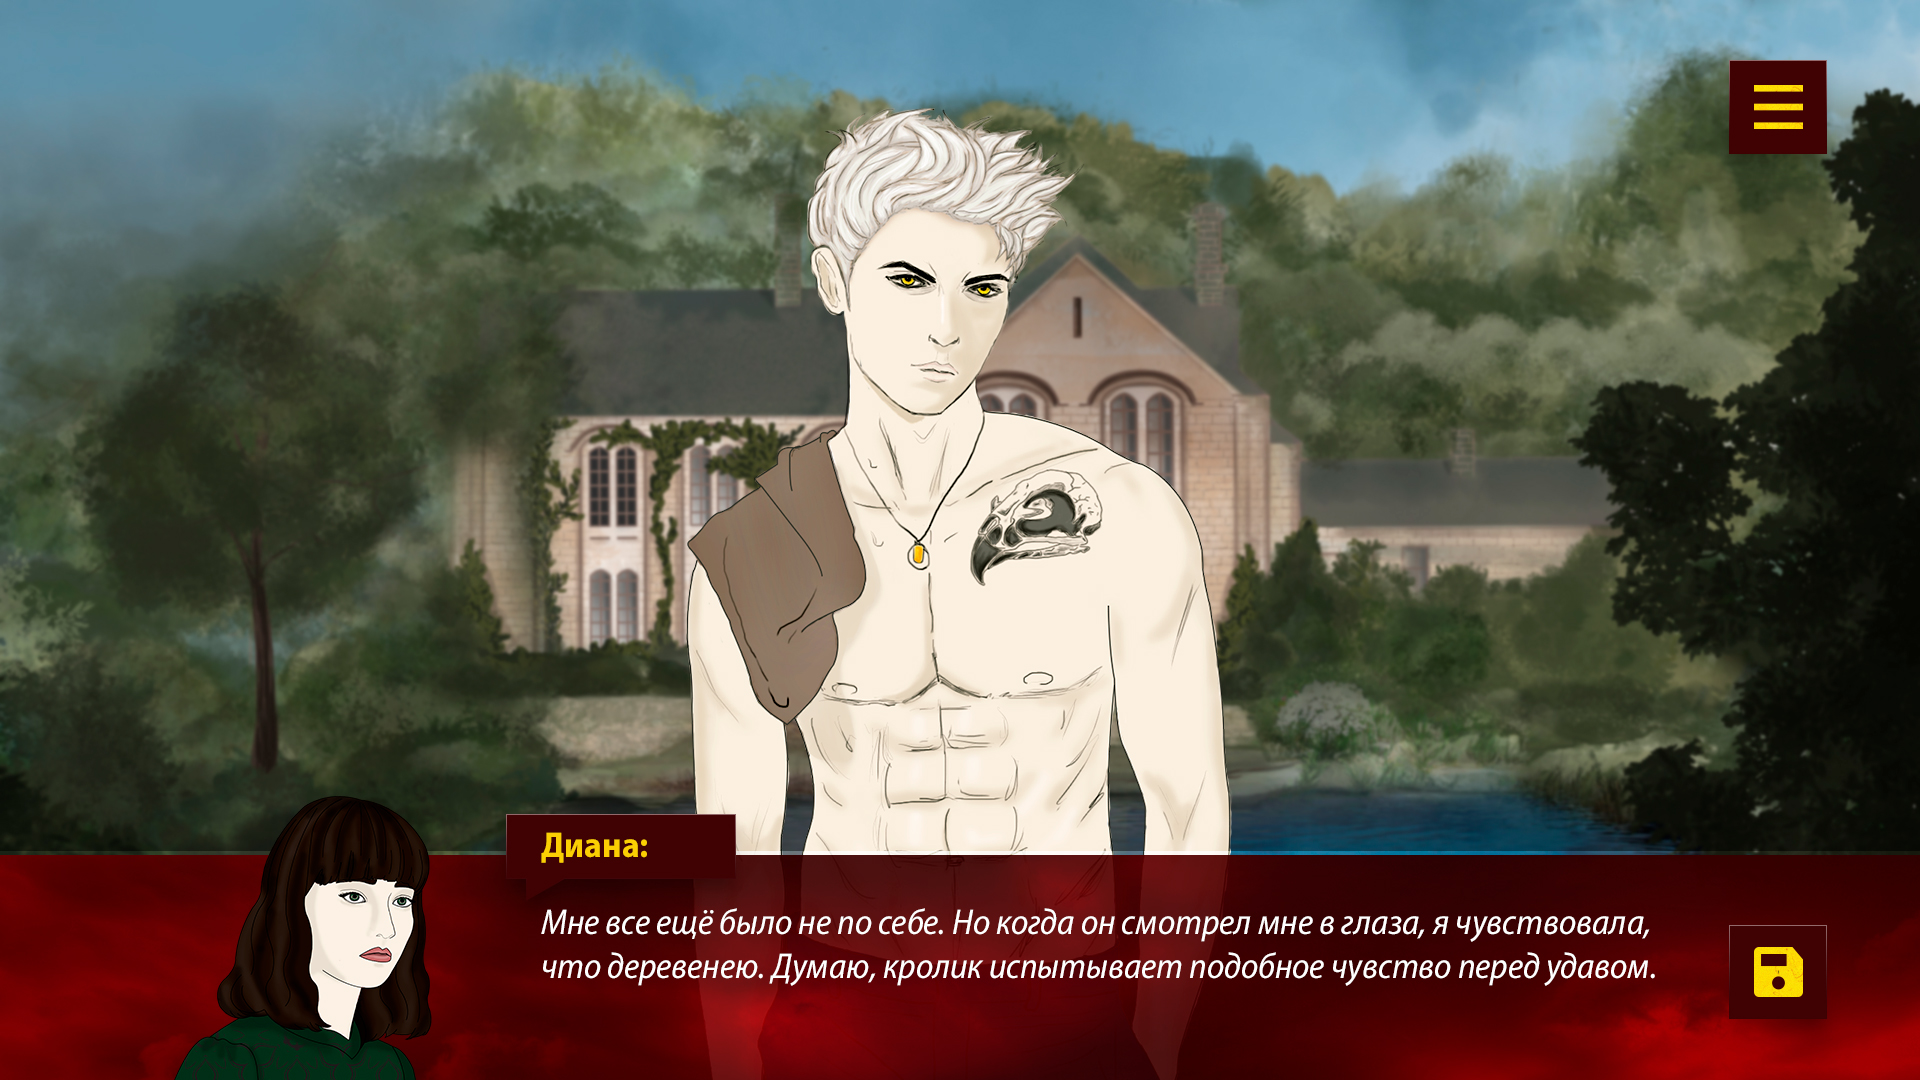 Диана:
Мне все ещё было не по себе. Но когда он смотрел мне в глаза, я чувствовала,
что деревенею. Думаю, кролик испытывает подобное чувство перед удавом.